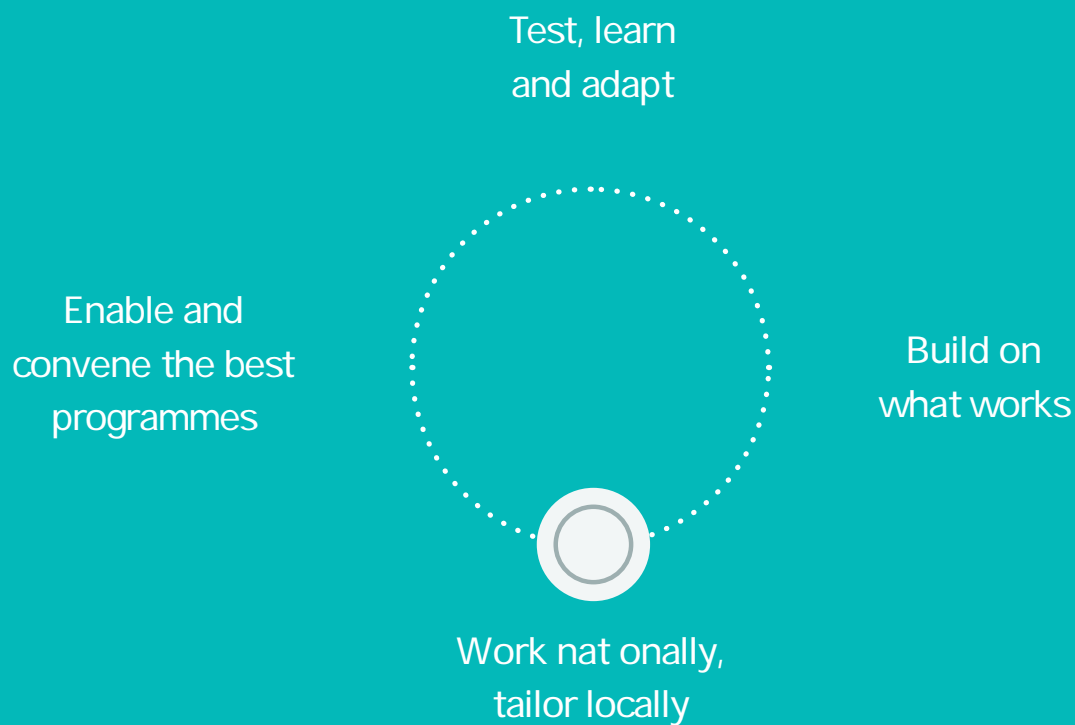 Test, learn
and adapt
Enable and
convene the best
programmes
Build on
what works
Work nat onally,
tailor locally